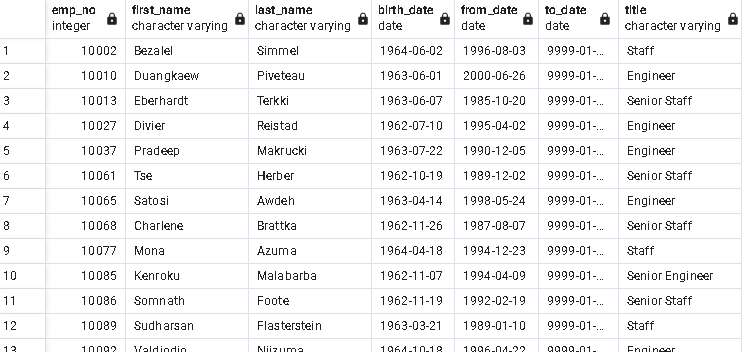 emp_no first_name last_name birth_date from_date to_date title
integer character varying character varying date date date character varying
1 10002 Bezalel Simmel 1964-06-02 1996-08-03 9999-01-... Staff
2 10010 Duangkaew Piveteau 1963-06-01 2000-06-26 9999-01-... Engineer
3 10013 Eberhardt Terkki 1963-06-07 1985-10-20 9999-01-... Senior Staff
4 10027 Divier Reistad 1962-07-10 1995-04-02 9999-01-... Engineer
5 10037 Pradeep Makrucki 1963-07-22 1990-12-05 9999-01-... Engineer
6 10061 Tse Herber 1962-10-19 1989-12-02 9999-01-... Senior Staff
7 10065 Satosi Awdeh 1963-04-14 1998-05-24 9999-01-... Engineer
8 10068 Charlene Brattka 1962-11-26 1987-08-07 9999-01-... Senior Staff
9 10077 Mona Azuma 1964-04-18 1994-12-23 9999-01-... Staff
10 10085 Kenroku Malabarba 1962-11-07 1994-04-09 9999-01-... Senior Engineer
11 10086 Somnath Foote 1962-11-19 1992-02-19 9999-01-... Senior Staff
12 10089 Sudharsan Flasterstein 1963-03-21 1989-01-10 9999-01-... Staff
13 10092 Valdiodio Niizuma 1964-10-18 1996-04-22 9999-01-... Engineer